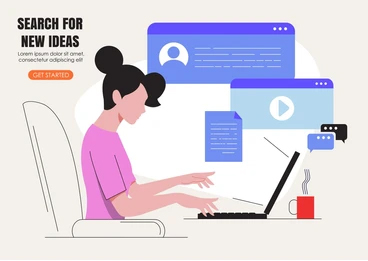 SEARCH FOR
NEW IDEAS
Lorem ipsum dolor sit amet,
consectetur adipiscing elit
GET STARTED